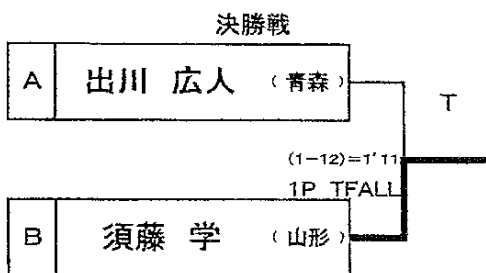 決勝戦
A 出川 広人 (青森)
T
(1-12)=1'11
1P TFALL
B 須藤 学 (山形)